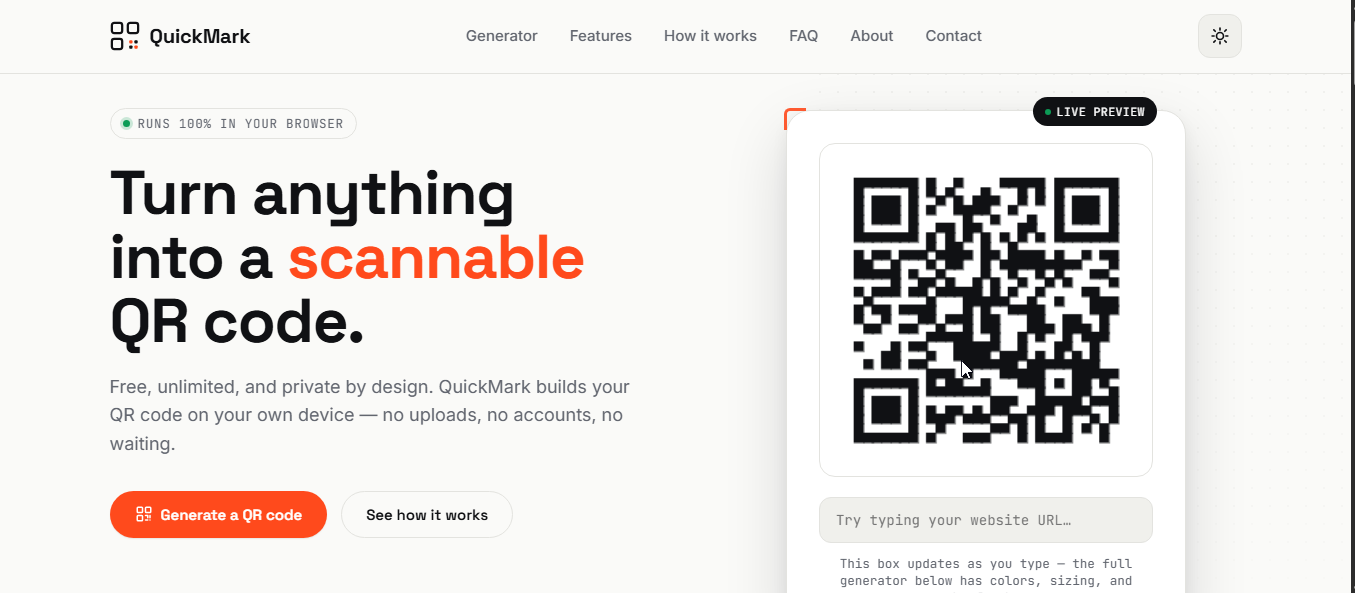 QuickMark
Generator
Features
How it works
FAQ
About
Contact
RUNS 100% IN YOUR BROWSER
Turn anything
into a scannable
QR code.
Free, unlimited, and private by design. QuickMark builds your
QR code on your own device — no uploads, no accounts, no
waiting.
Generate a QR code
See how it works
LIVE PREVIEW
Try typing your website URL…
This box updates as you type — the full
generator below has colors, sizing, and